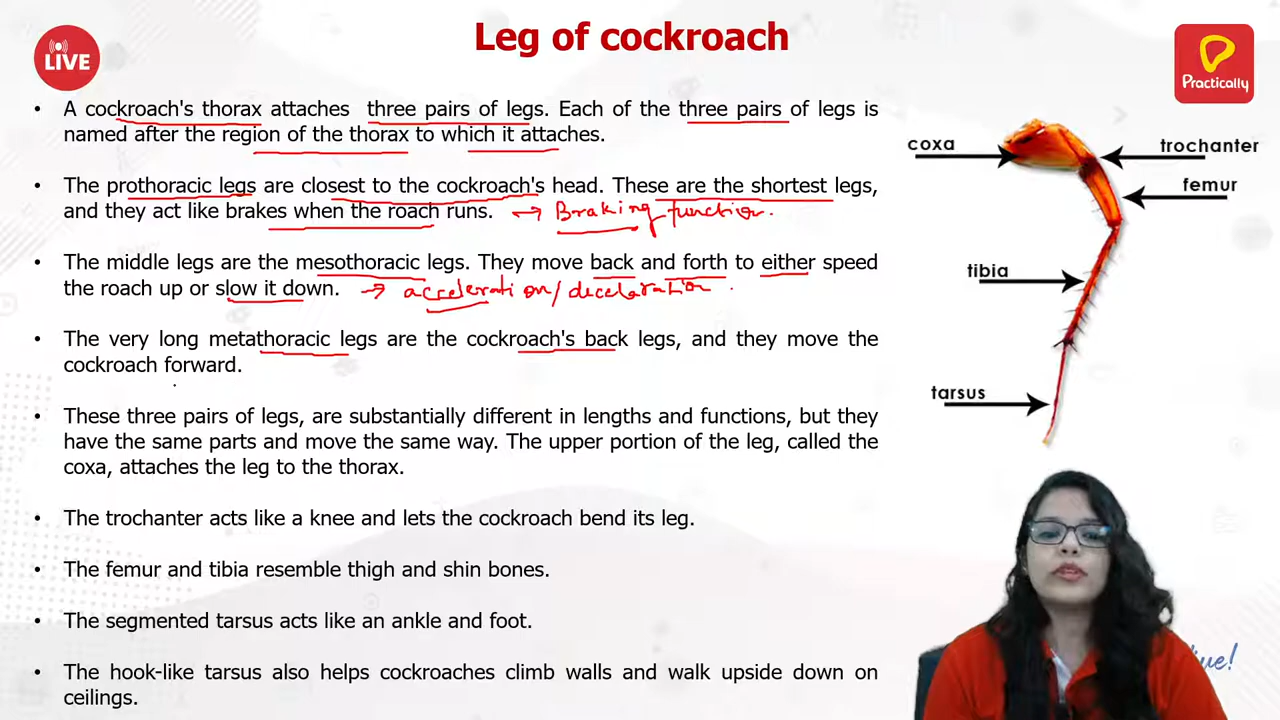 Leg of cockroach
LIVE
Practically
• A cockroach's thorax attaches three pairs of legs. Each of the three pairs of legs is
named after the region of the thorax to which it attaches.
• The prothoracic legs are closest to the cockroach's head. These are the shortest legs,
and they act like brakes when the roach runs. → Braking function.
• The middle legs are the mesothoracic legs. They move back and forth to either speed
the roach up or slow it down. → acceleration/deceleration.
• The very long metathoracic legs are the cockroach's back legs, and they move the
cockroach forward.
• These three pairs of legs, are substantially different in lengths and functions, but they
have the same parts and move the same way. The upper portion of the leg, called the
coxa, attaches the leg to the thorax.
• The trochanter acts like a knee and lets the cockroach bend its leg.
• The femur and tibia resemble thigh and shin bones.
• The segmented tarsus acts like an ankle and foot.
• The hook-like tarsus also helps cockroaches climb walls and walk upside down on
ceilings.
coxa
trochanter
femur
tibia
tarsus